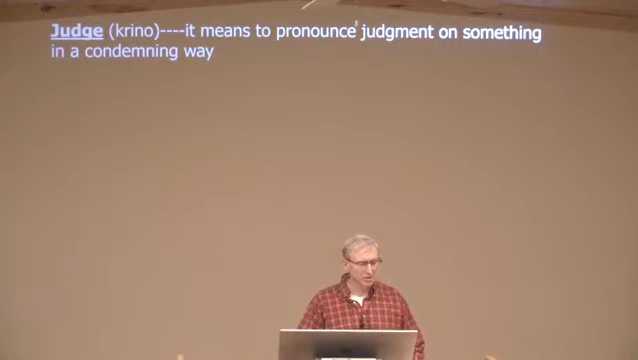 Judge (krino)----it means to pronounce judgment on something
in a condemning way